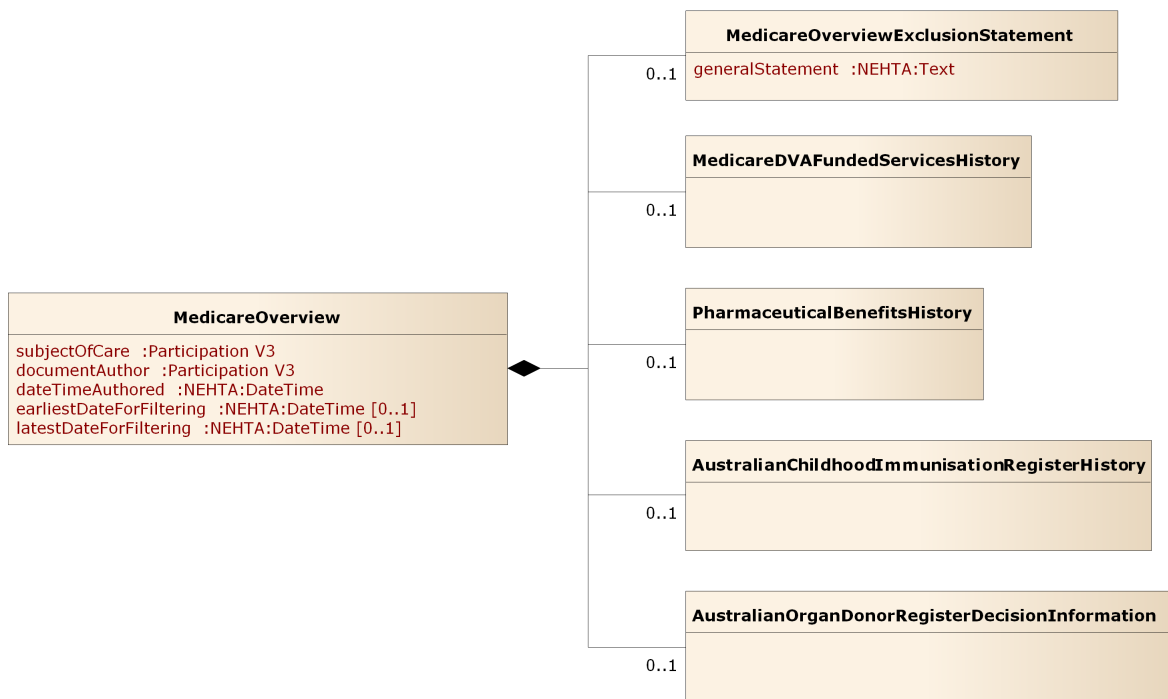 MedicareOverviewExclusionStatement
generalStatement :NEHTA:Text
0..1
MedicareDVAFundedServicesHistory
0..1
PharmaceuticalBenefitsHistory
0..1
MedicareOverview
subjectOfCare :Participation V3
documentAuthor :Participation V3
dateTimeAuthored :NEHTA:DateTime
earliestDateForFiltering :NEHTA:DateTime [0..1]
latestDateForFiltering :NEHTA:DateTime [0..1]
AustralianChildhoodImmunisationRegisterHistory
0..1
AustralianOrganDonorRegisterDecisionInformation
0..1